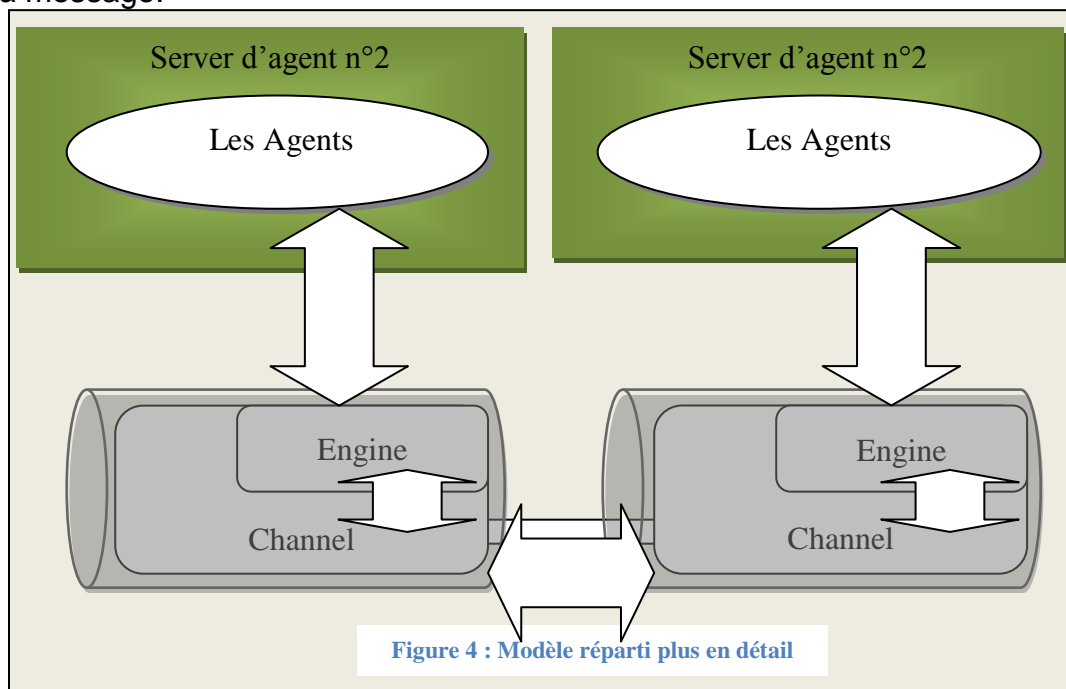 a message.
Server d'agent n°2
Server d'agent n°2
Les Agents
Les Agents
Engine
Engine
Channel
Channel
Figure 4 : Modèle réparti plus en détail